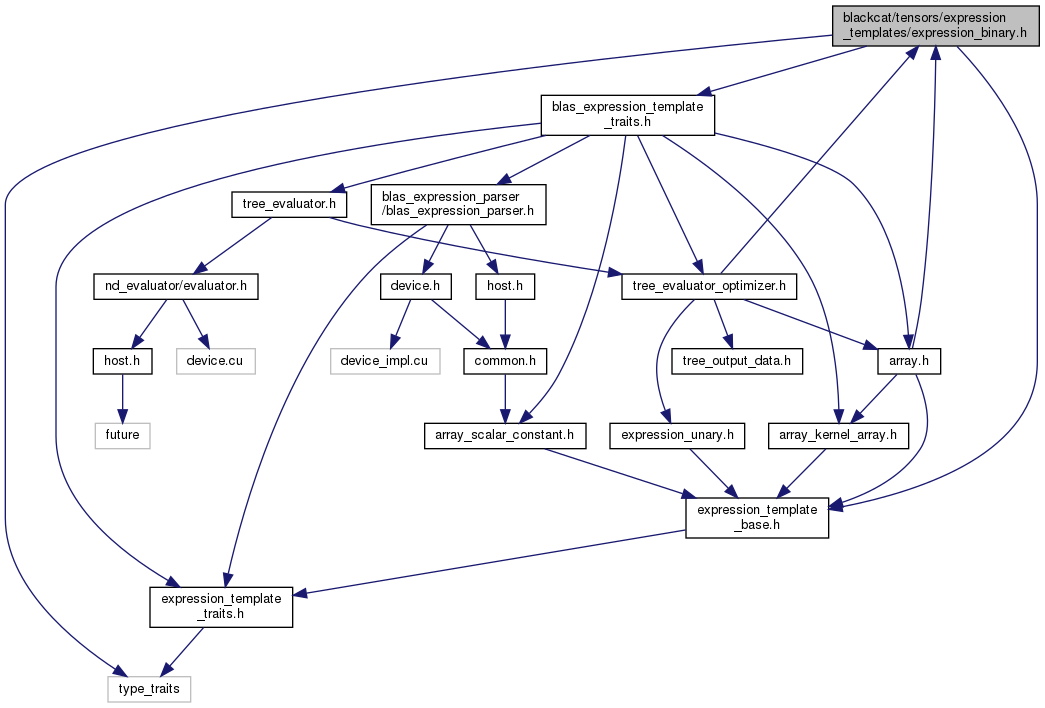 blackcat/tensors/expression
_templates/expression_binary.h
blas_expression_template
_traits.h
tree_evaluator.h
blas_expression_parser
/blas_expression_parser.h
nd_evaluator/evaluator.h
device.h
host.h
tree_evaluator_optimizer.h
host.h
device.cu
device_impl.cu
common.h
tree_output_data.h
array.h
future
array_scalar_constant.h
expression_unary.h
array_kernel_array.h
expression_template
_base.h
expression_template
_traits.h
type_traits